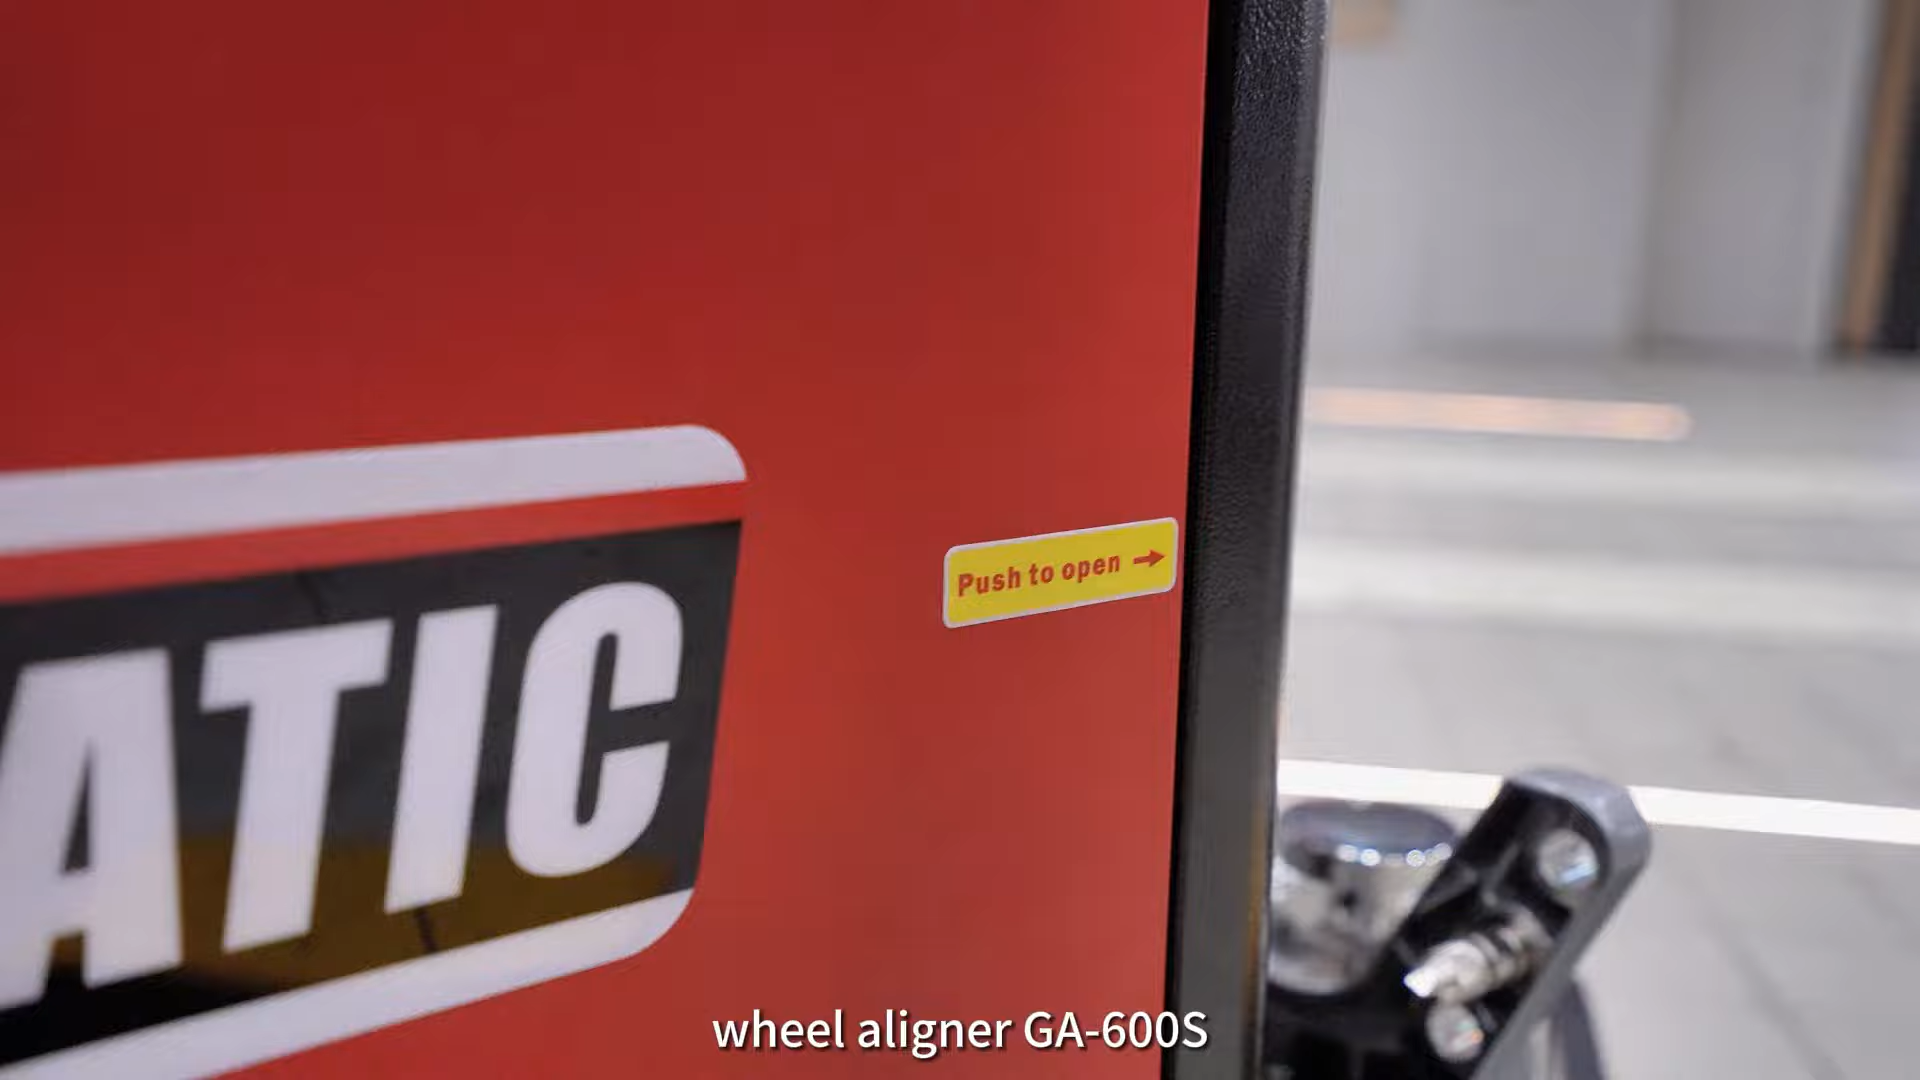 Push to open →
ATIC
wheel aligner GA-600S